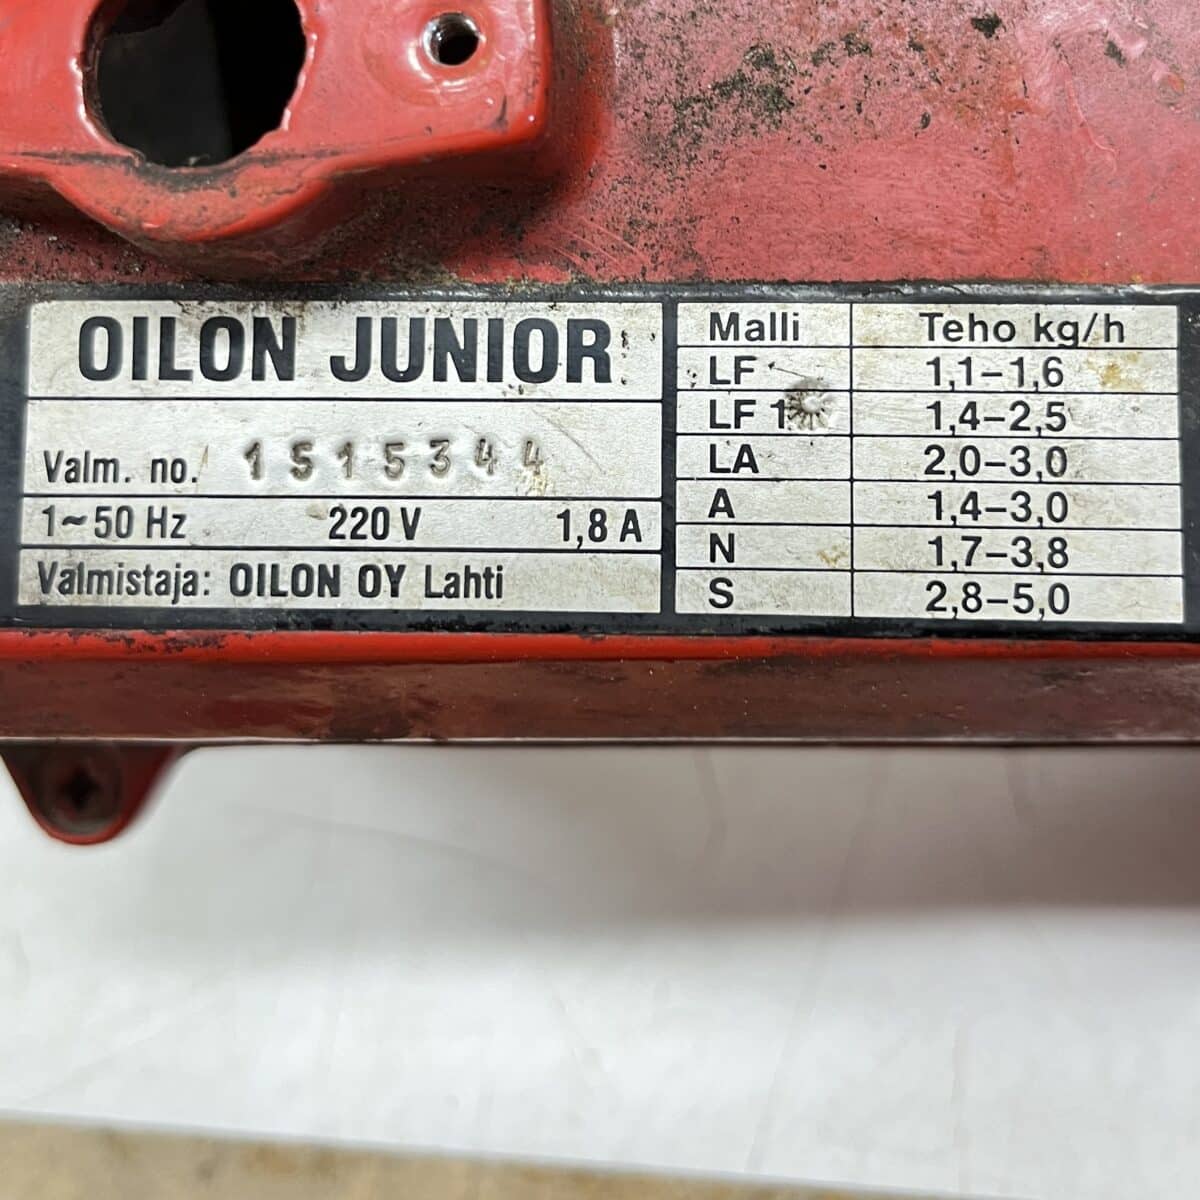 OILON JUNIOR
Valm. no. 1515344
1~50 Hz 220 V 1,8 A
Valmistaja: OILON OY Lahti
Malli Teho kg/h
LF 1,1–1,6
LF 1 1,4–2,5
LA 2,0–3,0
A 1,4–3,0
N 1,7–3,8
S 2,8–5,0